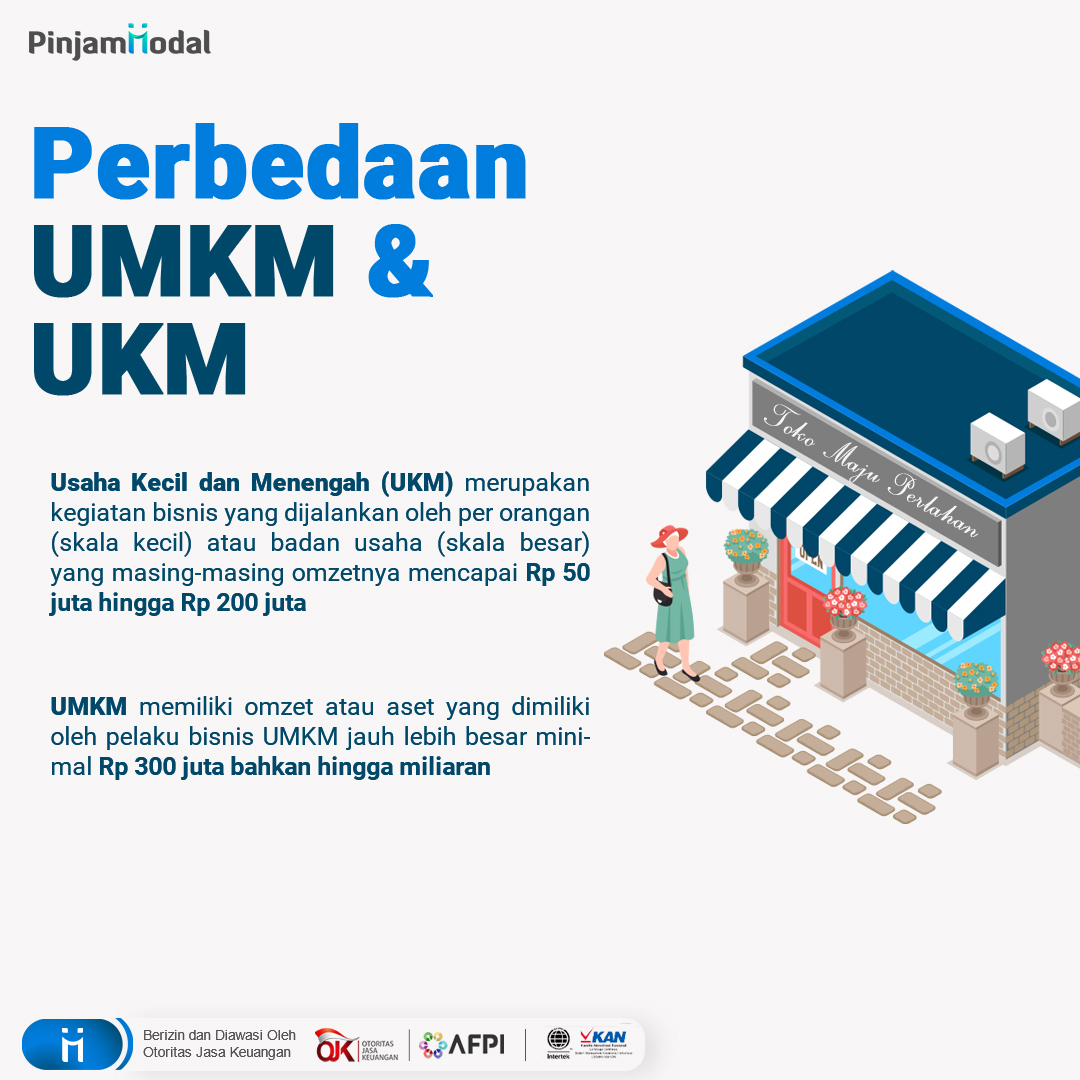 PinjamModal
Perbedaan
UMKM &
UKM
Toko Maju Perlahan
OPEN
Usaha Kecil dan Menengah (UKM) merupakan
kegiatan bisnis yang dijalankan oleh per orangan
(skala kecil) atau badan usaha (skala besar)
yang masing-masing omzetnya mencapai Rp 50
juta hingga Rp 200 juta
UMKM memiliki omzet atau aset yang dimiliki
oleh pelaku bisnis UMKM jauh lebih besar mini-
mal Rp 300 juta bahkan hingga miliaran
Berizin dan Diawasi Oleh
Otoritas Jasa Keuangan
OJK
OTORITAS
JASA
KEUANGAN
AFPI
Intertek
KAN
Komite Akreditasi Nasional